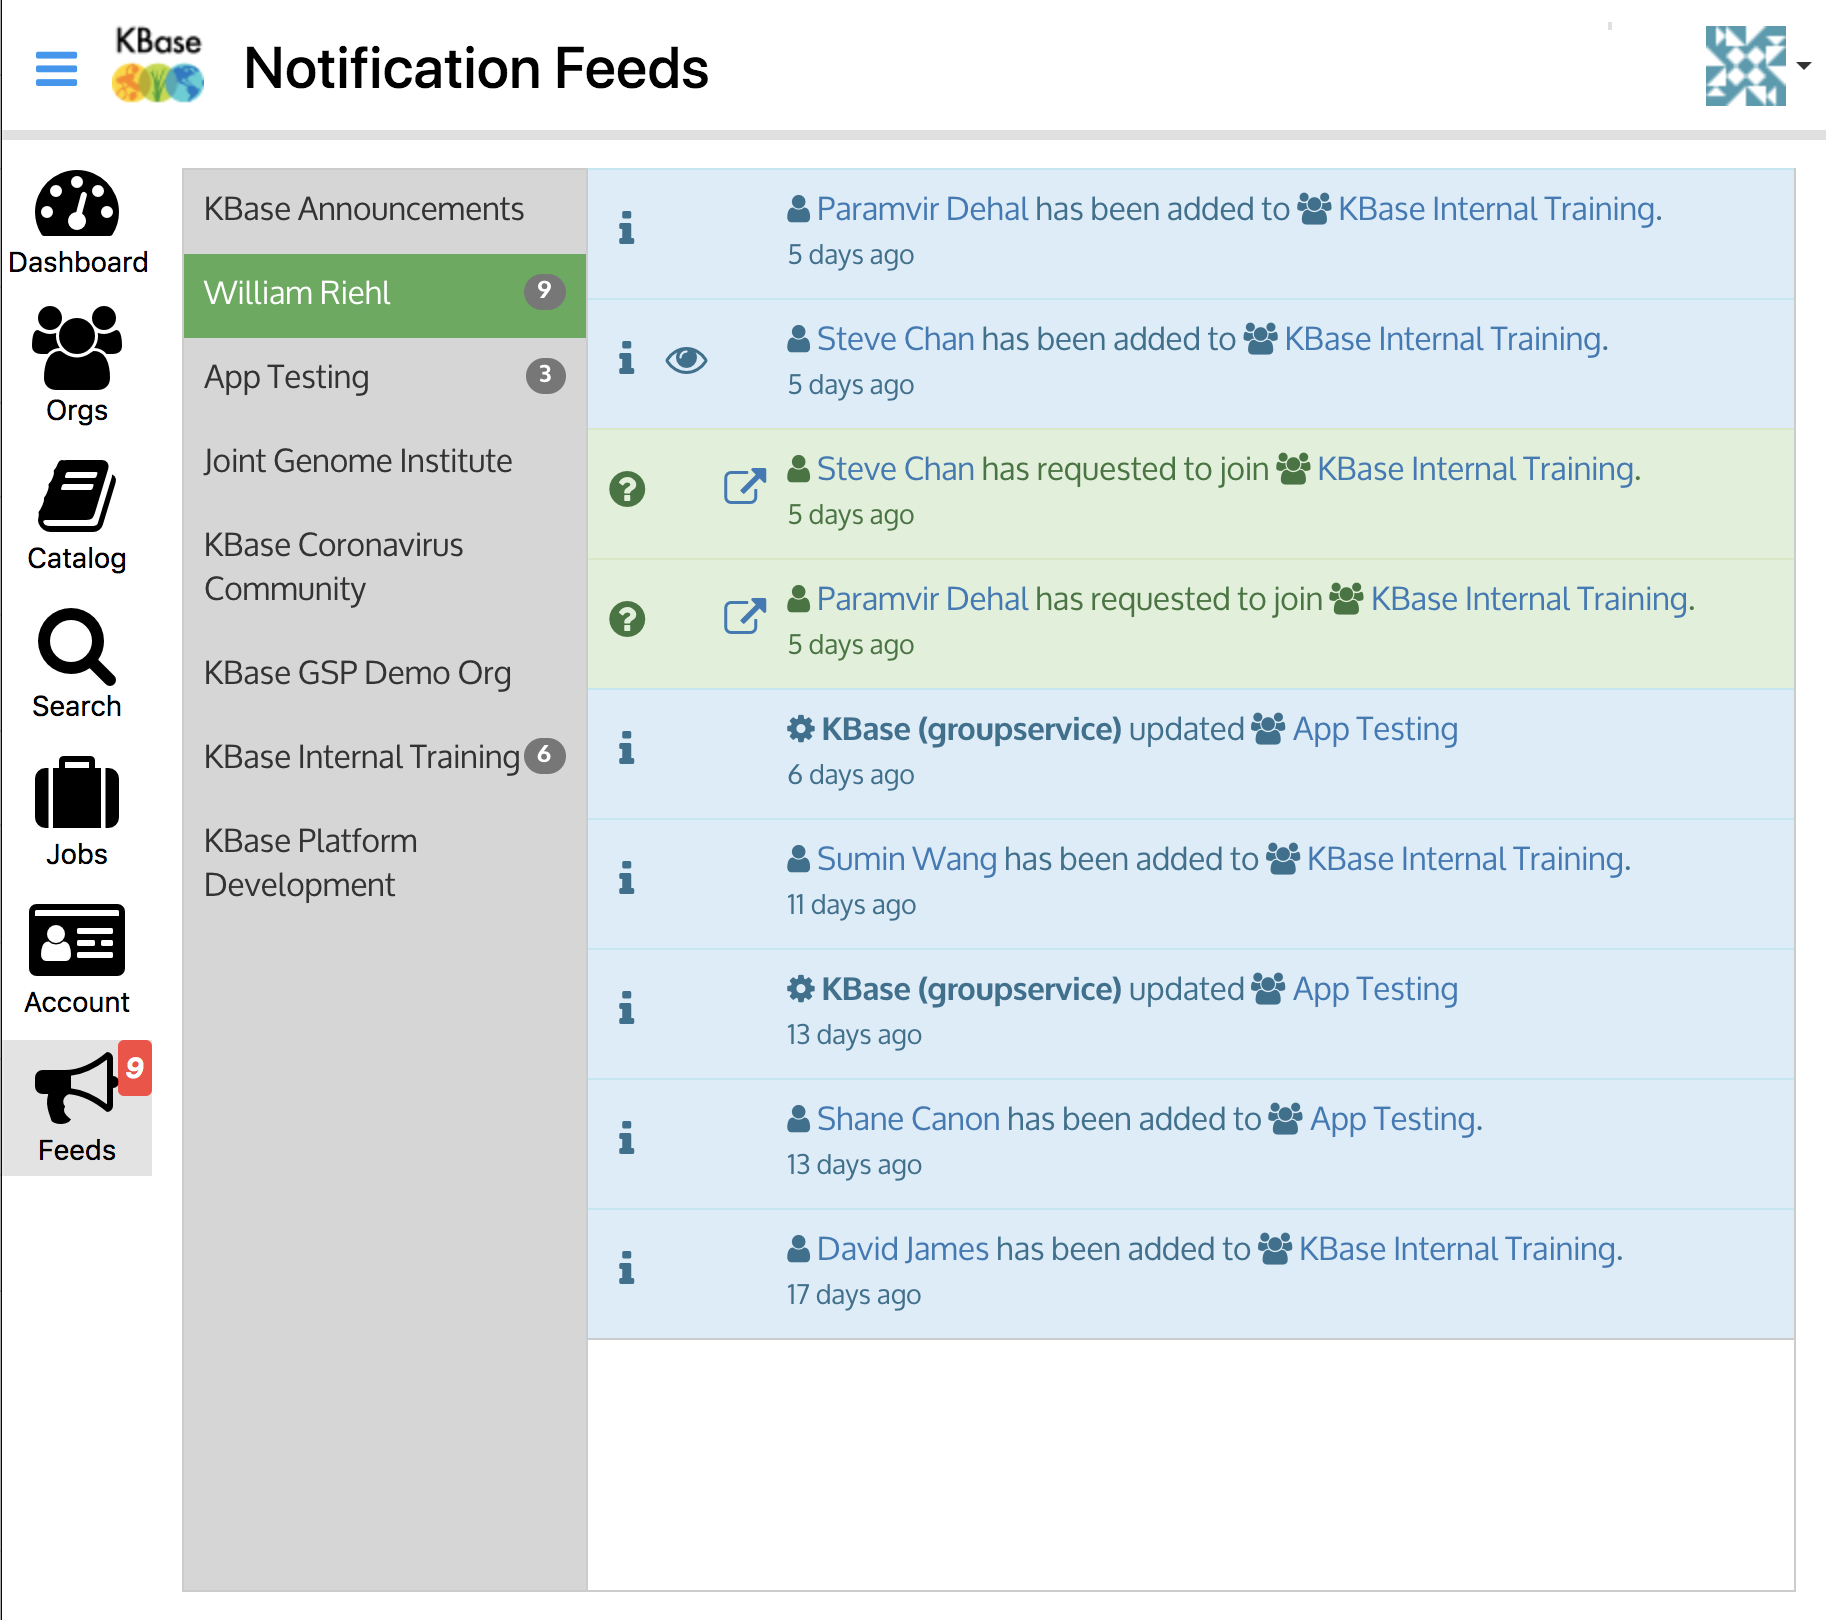 KBase
Notification Feeds
Dashboard
Orgs
Catalog
Search
Jobs
Account
9
Feeds
KBase Announcements
William Riehl 9
App Testing 3
Joint Genome Institute
KBase Coronavirus
Community
KBase GSP Demo Org
KBase Internal Training 6
KBase Platform
Development
Paramvir Dehal has been added to KBase Internal Training.
5 days ago
Steve Chan has been added to KBase Internal Training.
5 days ago
Steve Chan has requested to join KBase Internal Training.
5 days ago
Paramvir Dehal has requested to join KBase Internal Training.
5 days ago
KBase (groupservice) updated App Testing
6 days ago
Sumin Wang has been added to KBase Internal Training.
11 days ago
KBase (groupservice) updated App Testing
13 days ago
Shane Canon has been added to App Testing.
13 days ago
David James has been added to KBase Internal Training.
17 days ago